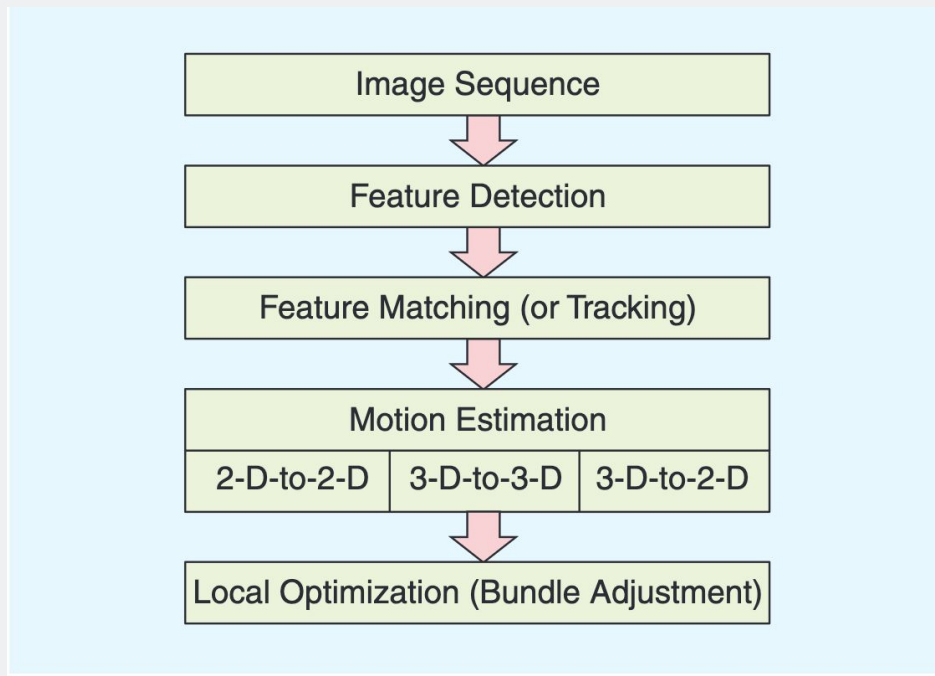 Image Sequence
Feature Detection
Feature Matching (or Tracking)
Motion Estimation
2-D-to-2-D 3-D-to-3-D 3-D-to-2-D
Local Optimization (Bundle Adjustment)